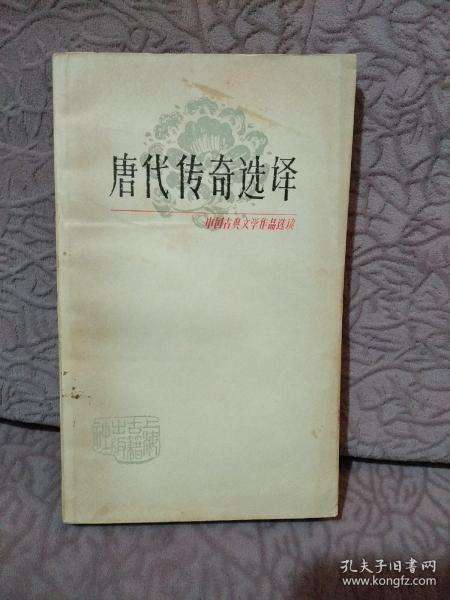 唐代传奇选译
中国古典文学作品选读
上海
古籍
出版
社
孔夫子旧书网
www.kongfz.com